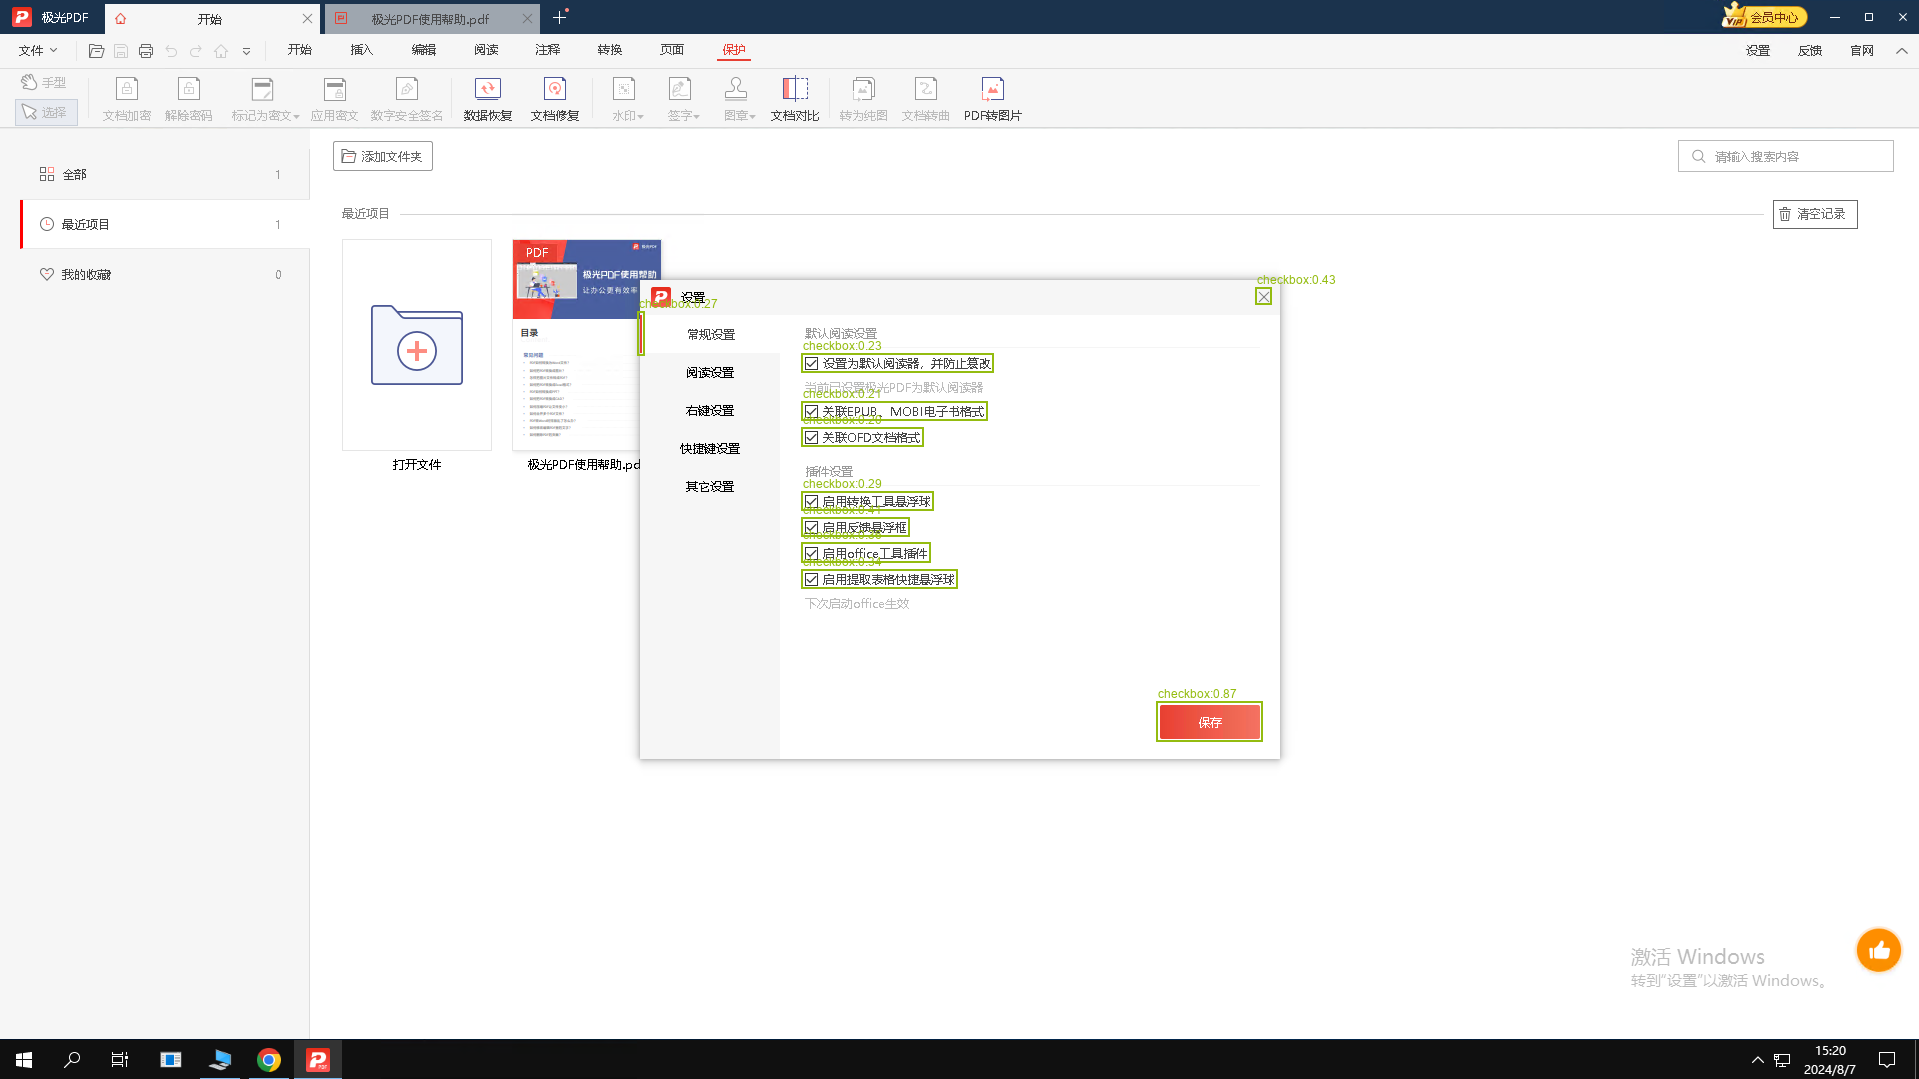 极光PDF 开始 极光PDF使用帮助.pdf 会员中心
文件 开始 插入 编辑 阅读 注释 转换 页面 保护 设置 反馈 官网
手型
选择
文档加密 解除密码 标记为密文 应用密文 数字安全签名 数据恢复 文档修复 水印 签字 图章 文档对比 转为纯图 文档转曲 PDF转图片
全部 1
最近项目 1
我的收藏 0
添加文件夹
请输入搜索内容
最近项目
清空记录
打开文件
PDF
极光PDF
极光PDF使用帮助
让办公更有效率
目录
常见问题
极光PDF使用帮助.pd
设置
checkbox:0.27
checkbox:0.43
常规设置
阅读设置
右键设置
快捷键设置
其它设置
默认阅读设置
checkbox:0.23
设置为默认阅读器，并防止篡改
当前已设置极光PDF为默认阅读器
checkbox:0.21
关联EPUB、MOBI电子书格式
关联OFD文档格式
插件设置
checkbox:0.29
启用转换工具悬浮球
启用反馈悬浮框
启用office工具插件
启用提取表格快捷悬浮球
下次启动office生效
checkbox:0.87
保存
激活 Windows
转到“设置”以激活 Windows。
15:20
2024/8/7